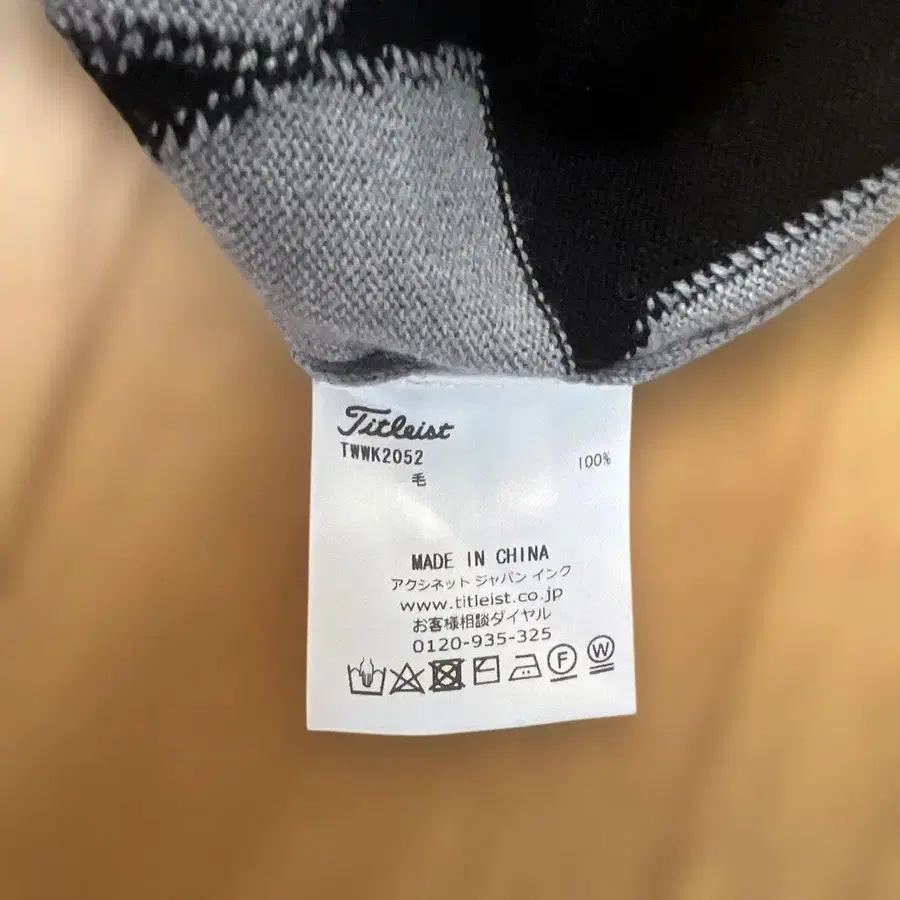 Titleist
TWWK2052
毛 100%
MADE IN CHINA
アクシネット ジャパン インク
www.titleist.co.jp
お客様相談ダイヤル
0120-935-325
F W